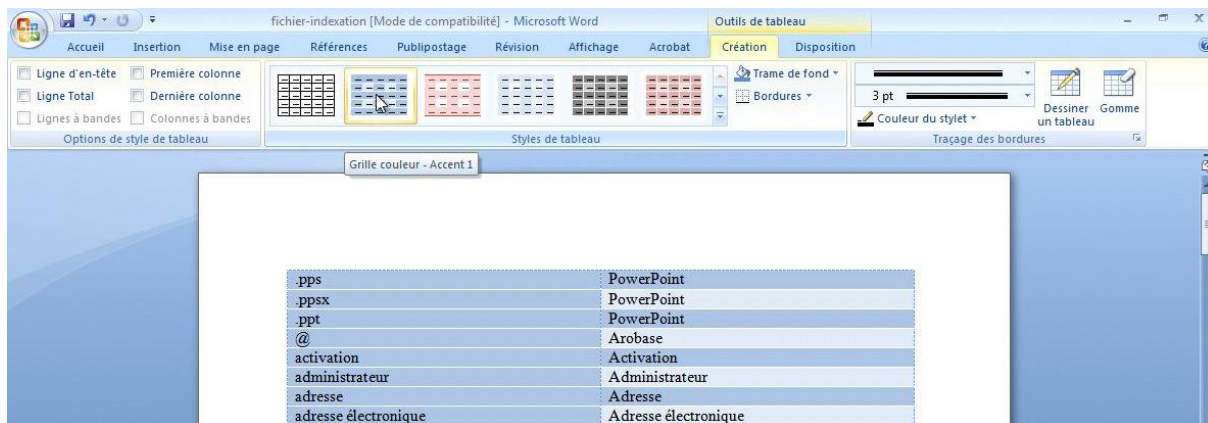 fichier-indexation [Mode de compatibilité] - Microsoft Word
Outils de tableau
Accueil Insertion Mise en page Références Publipostage Révision Affichage Acrobat Création Disposition
Ligne d'en-tête Première colonne
Ligne Total Dernière colonne
Lignes à bandes Colonnes à bandes
Options de style de tableau
Styles de tableau
Trame de fond
Bordures
3 pt
Couleur du stylet
Dessiner un tableau
Gomme
Traçage des bordures
Grille couleur - Accent 1
.pps PowerPoint
.ppsx PowerPoint
.ppt PowerPoint
@ Arobase
activation Activation
administrateur Administrateur
adresse Adresse
adresse électronique Adresse électronique